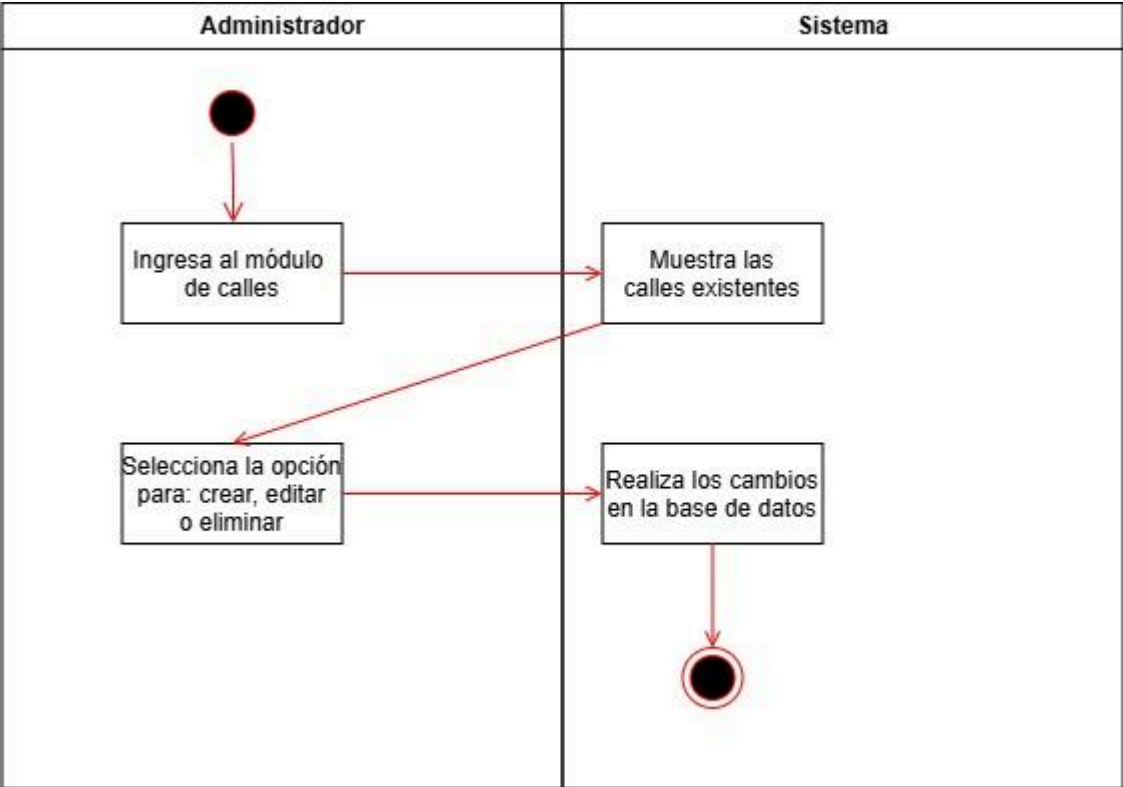 Administrador
Sistema
Ingresa al módulo
de calles
Muestra las
calles existentes
Selecciona la opción
para: crear, editar
o eliminar
Realiza los cambios
en la base de datos